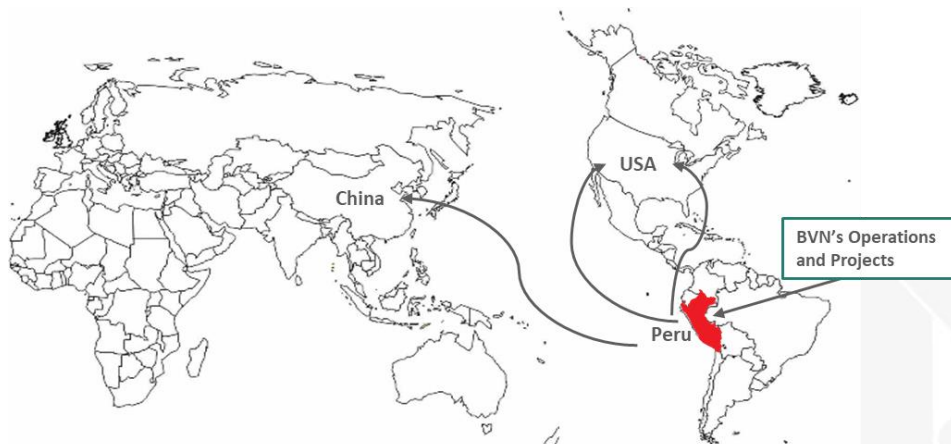 USA
China
BVN's Operations
and Projects
Peru